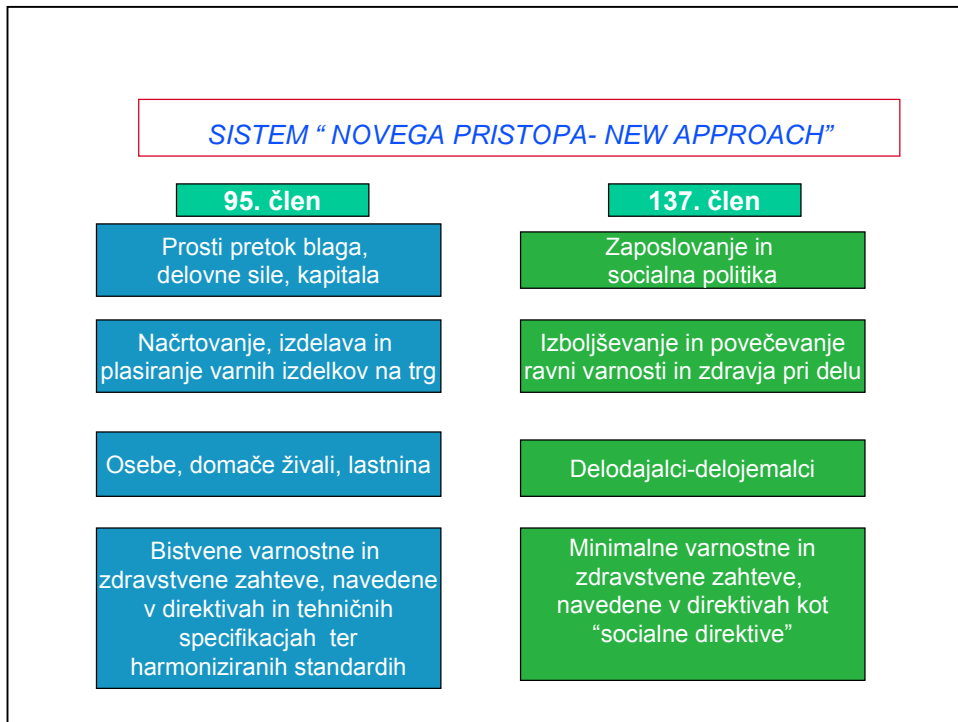 SISTEM “ NOVEGA PRISTOPA- NEW APPROACH”
95. člen
Prosti pretok blaga,
delovne sile, kapitala
Načrtovanje, izdelava in
plasiranje varnih izdelkov na trg
Osebe, domače živali, lastnina
Bistvene varnostne in
zdravstvene zahteve, navedene
v direktivah in tehničnih
specifikacjah  ter
harmoniziranih standardih
137. člen
Zaposlovanje in
socialna politika
Izboljševanje in povečevanje
ravni varnosti in zdravja pri delu
Delodajalci-delojemalci
Minimalne varnostne in
zdravstvene zahteve,
navedene v direktivah kot
“socialne direktive”